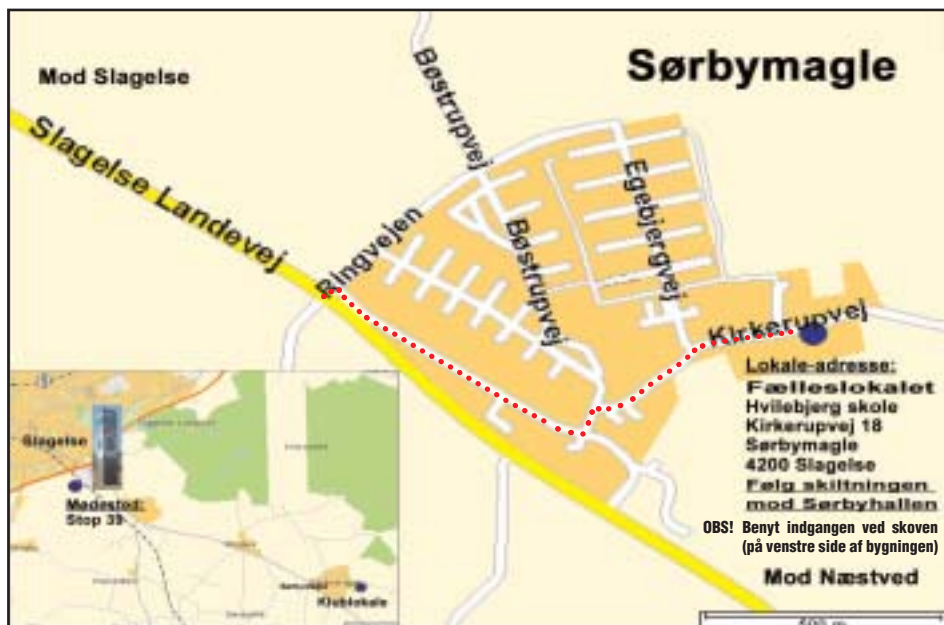 Sørbymagle
Mod Slagelse
Bøstrupvej
Slagelse Landevej
Egebjergvej
Ringvejen
Bøstrupvej
Kirkerupvej
Lokale-adresse:
Fælleslokalet
Hvilebjerg skole
Kirkerupvej 18
Sørbymagle
4200 Slagelse
Følg skiltningen
mod Sørbyhallen
OBS! Benyt indgangen ved skoven
(på venstre side af bygningen)
Mod Næstved
500 m
Slagelse
Mødested:
Stop 39
Klublokale